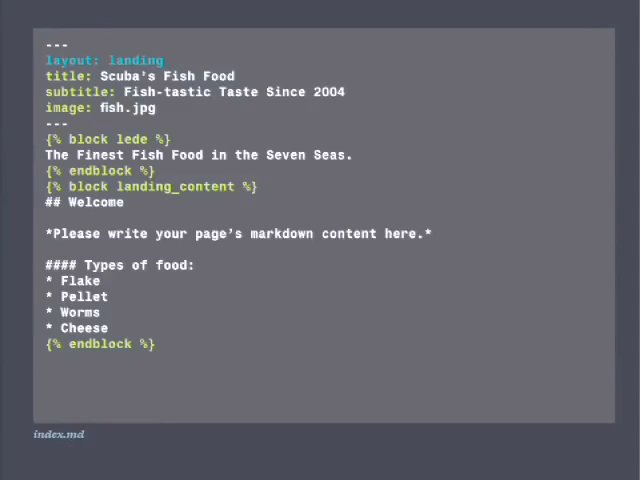 ---
layout: landing
title: Scuba's Fish Food
subtitle: Fish-tastic Taste Since 2004
image: fish.jpg
---
{% block lede %}
The Finest Fish Food in the Seven Seas.
{% endblock %}
{% block landing_content %}
## Welcome
*Please write your page's markdown content here.*
#### Types of food:
* Flake
* Pellet
* Worms
* Cheese
{% endblock %}
index.md